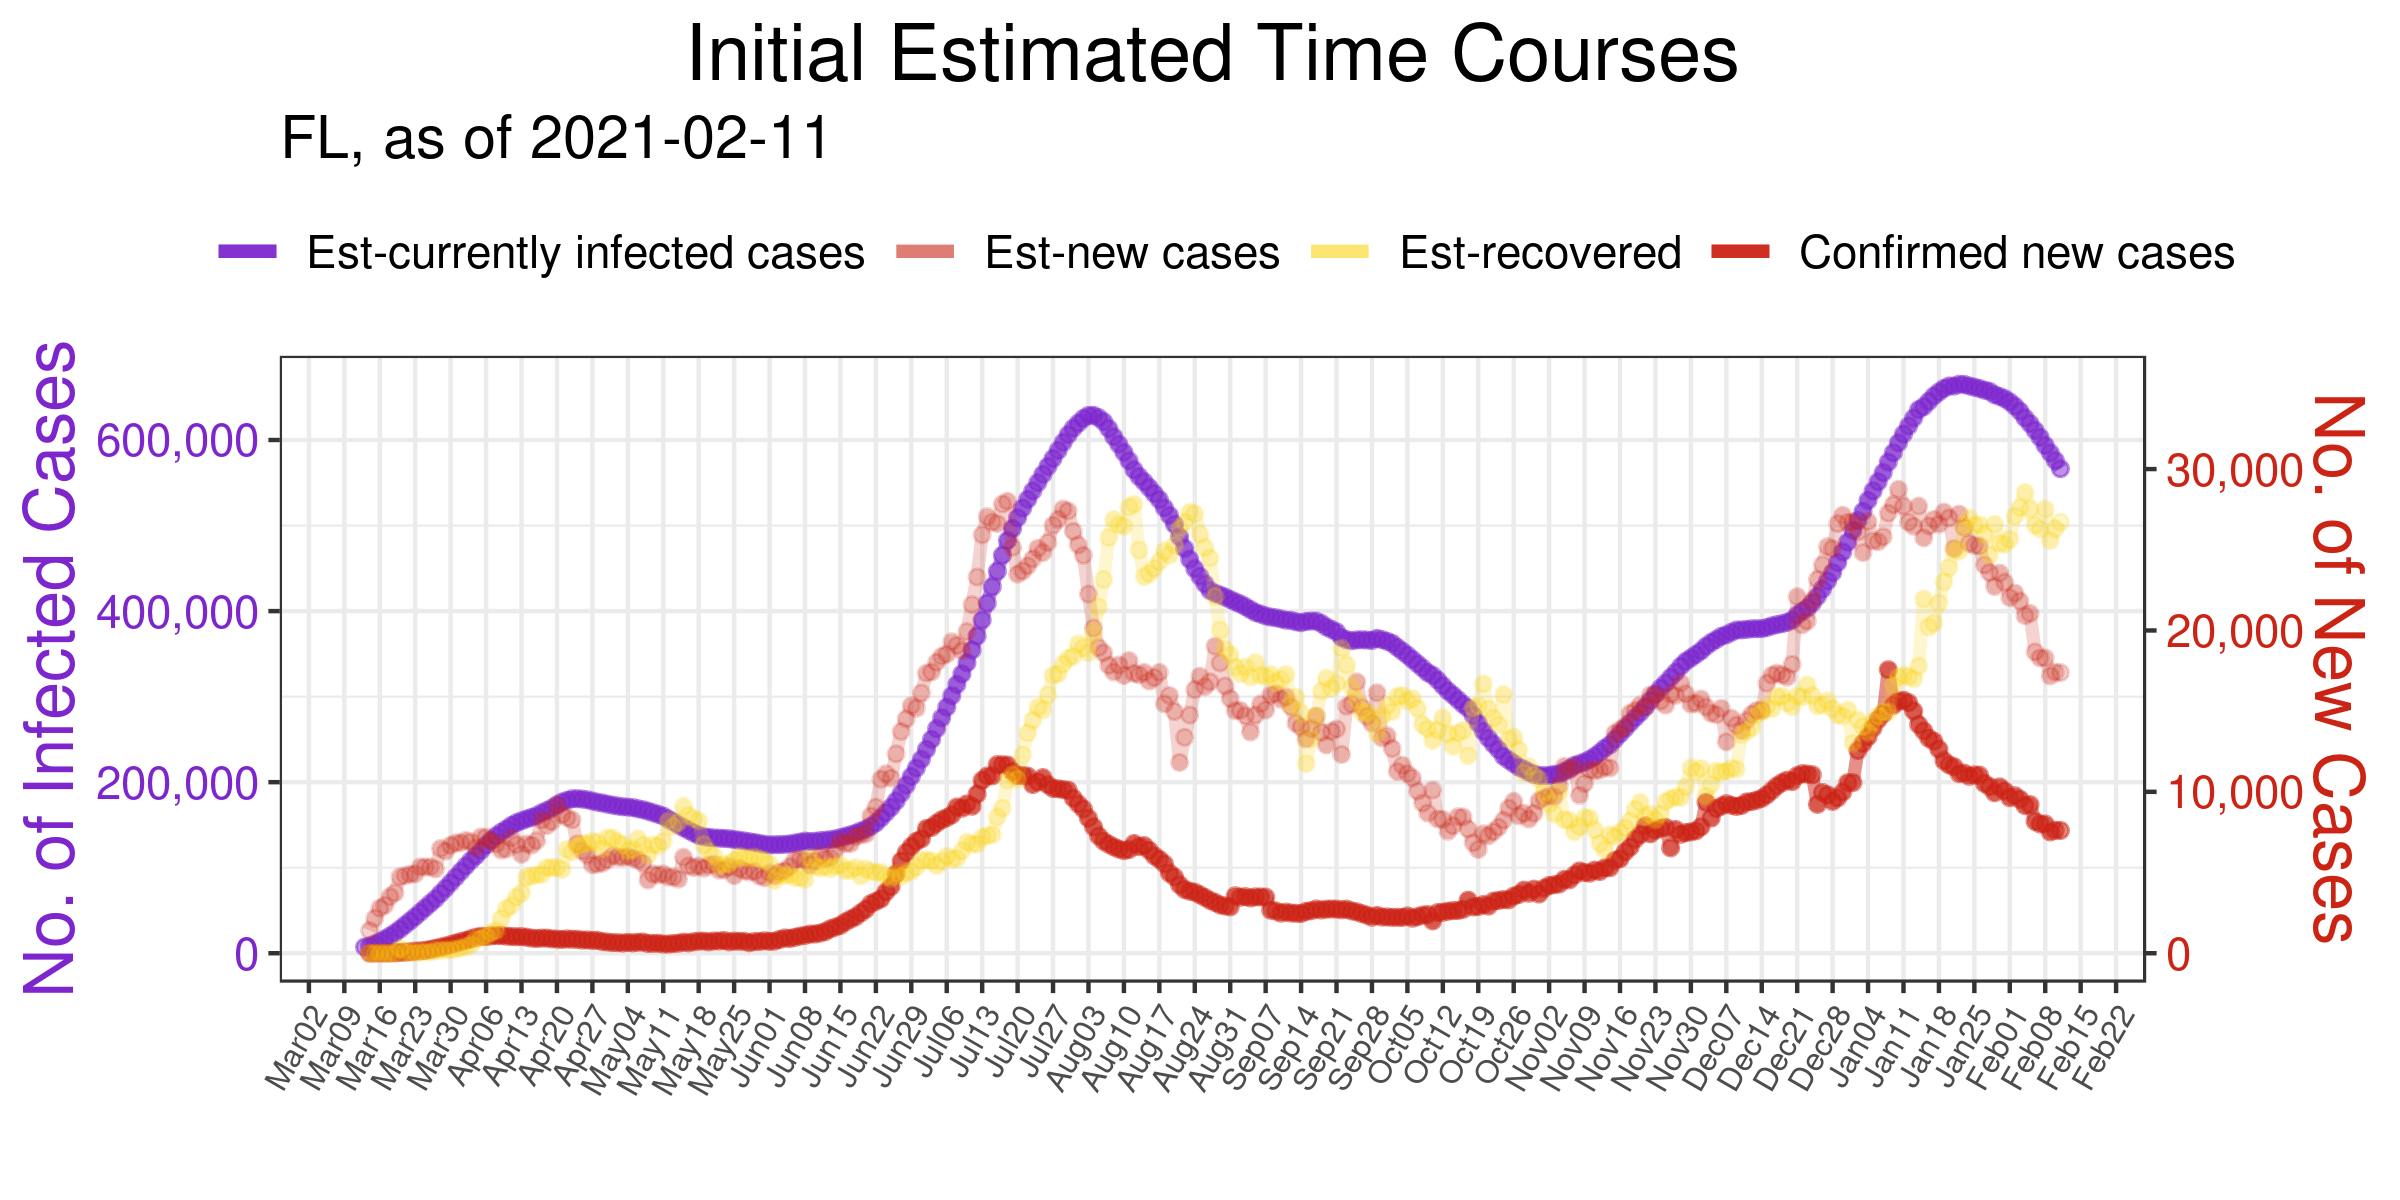 Initial Estimated Time Courses
FL, as of 2021-02-11
Est-currently infected cases
Est-new cases
Est-recovered
Confirmed new cases
No. of Infected Cases
600,000
400,000
200,000
0
30,000
20,000
10,000
0
No. of New Cases
Mar02
Mar09
Mar16
Mar23
Mar30
Apr06
Apr13
Apr20
Apr27
May04
May11
May18
May25
Jun01
Jun08
Jun15
Jun22
Jun29
Jul06
Jul13
Jul20
Jul27
Aug03
Aug10
Aug17
Aug24
Aug31
Sep07
Sep14
Sep21
Sep28
Oct05
Oct12
Oct19
Oct26
Nov02
Nov09
Nov16
Nov23
Nov30
Dec07
Dec14
Dec21
Dec28
Jan04
Jan11
Jan18
Jan25
Feb01
Feb08
Feb15
Feb22